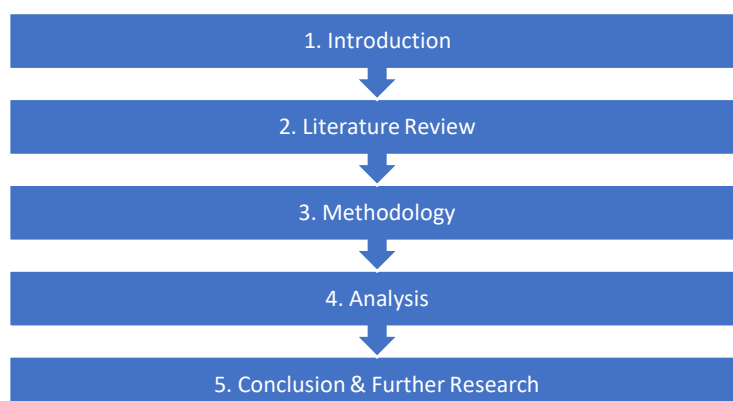 1. Introduction
2. Literature Review
3. Methodology
4. Analysis
5. Conclusion & Further Research